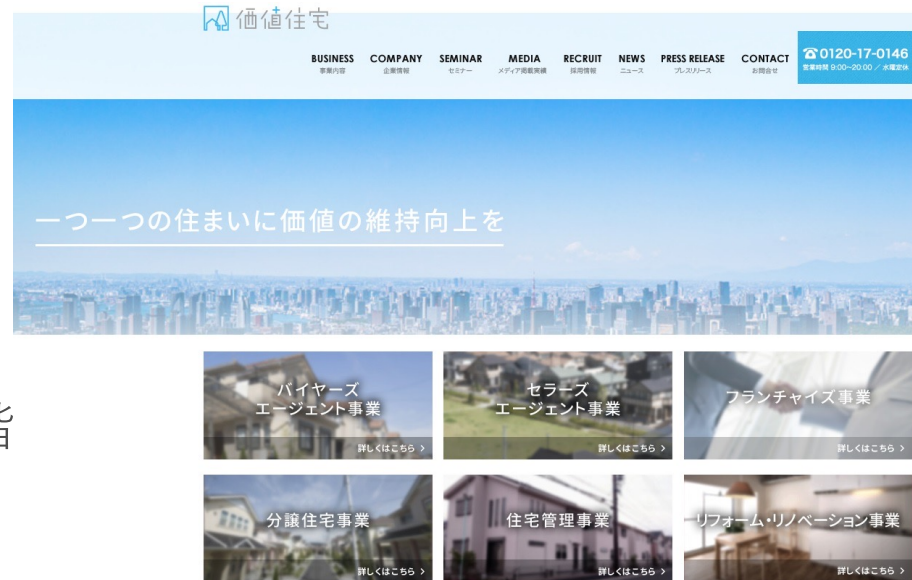 価値住宅
BUSINESS COMPANY SEMINAR MEDIA RECRUIT NEWS PRESS RELEASE CONTACT
事業内容 企業情報 セミナー メディア掲載実績 採用情報 ニュース プレスリリース お問合せ
☎0120-17-0146
営業時間 9:00~20:00 / 水曜定休
一つ一つの住まいに価値の維持向上を
バイヤーズ
エージェント事業
詳しくはこちら >
セラーズ
エージェント事業
詳しくはこちら >
フランチャイズ事業
詳しくはこちら >
分譲住宅事業
詳しくはこちら >
住宅管理事業
詳しくはこちら >
リフォーム・リノベーション事業
詳しくはこちら >